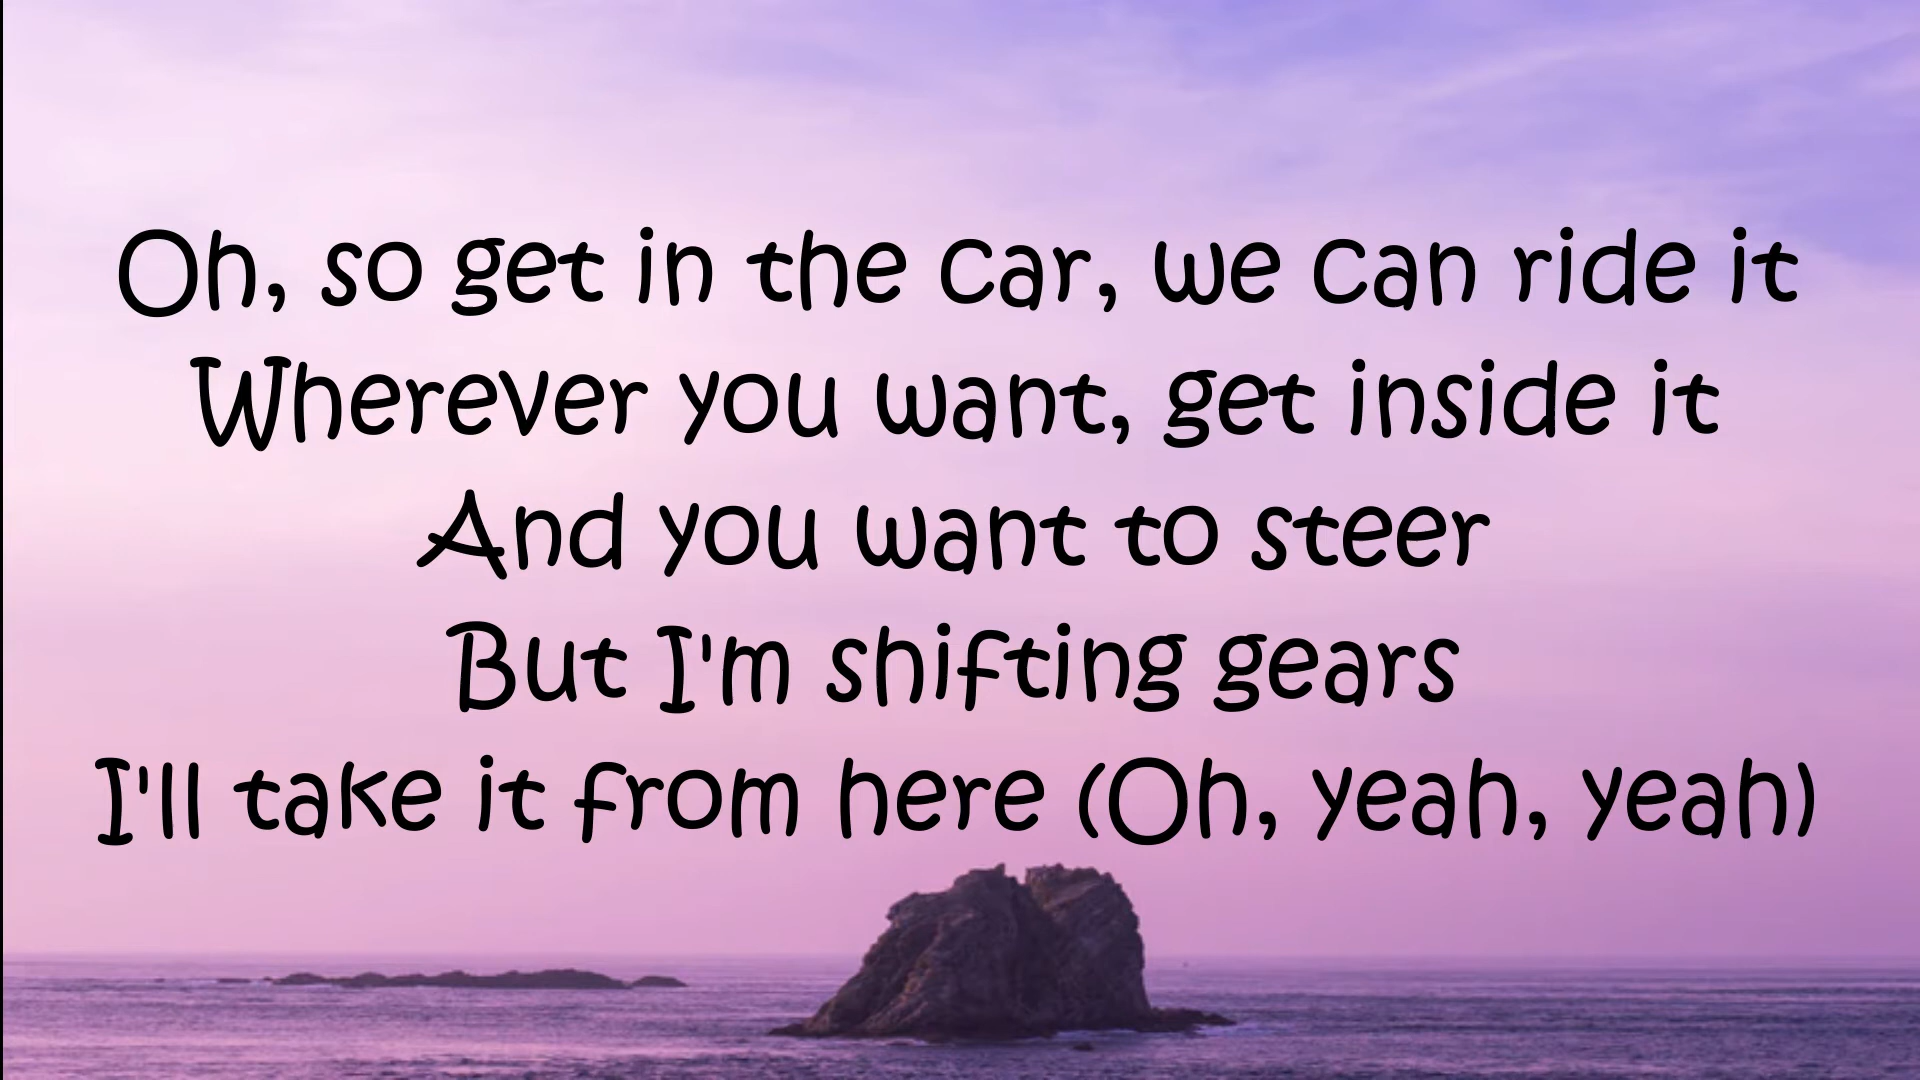 Oh, so get in the car, we can ride it
Wherever you want, get inside it
And you want to steer
But I'm shifting gears
I'll take it from here (Oh, yeah, yeah)